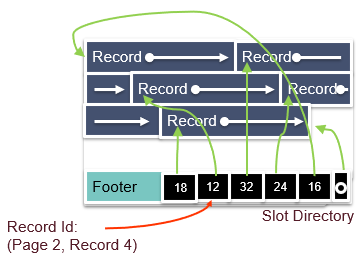 Record Record
Record Record
Record
Footer 18 12 32 24 16
Slot Directory
Record Id:
(Page 2, Record 4)